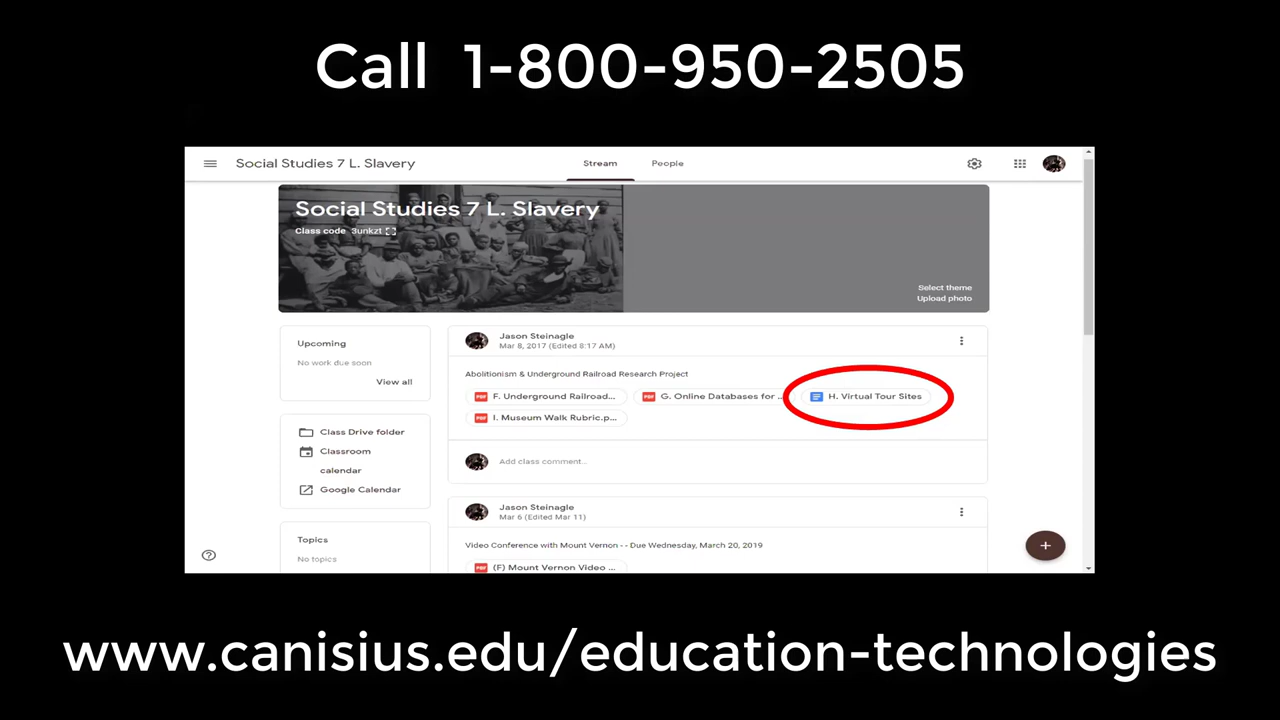 Call 1-800-950-2505
Social Studies 7 L. Slavery
Stream
People
Social Studies 7 L. Slavery
Class code 3unkzt
Select theme
Upload photo
Upcoming
No work due soon
View all
Class Drive folder
Classroom
calendar
Google Calendar
Topics
No topics
Jason Steinagle
Mar 8, 2017 (Edited 8:17 AM)
Abolitionism & Underground Railroad Research Project
PDF F. Underground Railroad...
PDF G. Online Databases for ...
H. Virtual Tour Sites
PDF I. Museum Walk Rubric.p...
Add class comment...
Jason Steinagle
Mar 6 (Edited Mar 11)
Video Conference with Mount Vernon - - Due Wednesday, March 20, 2019
PDF (F) Mount Vernon Video ...
www.canisius.edu/education-technologies